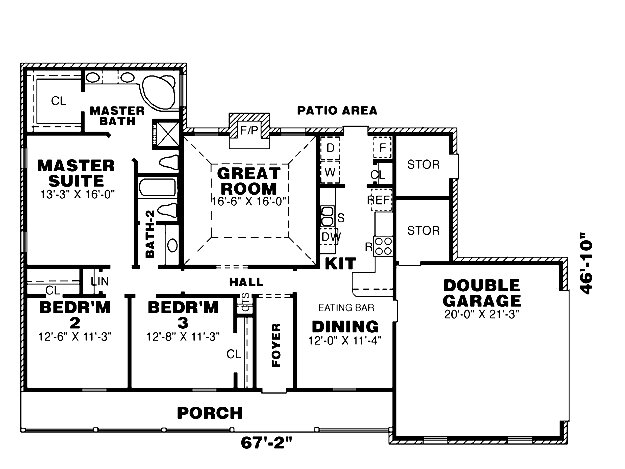 PATIO AREA
CL
MASTER
BATH
F/P
D
F
W
CL
STOR
MASTER
SUITE
13'-3" X 16'-0"
GREAT
ROOM
16'-6" X 16'-0"
REF
S
DW
R
STOR
BATH-2
KIT
46'-10"
CL
LIN
HALL
DOUBLE
GARAGE
20'-0" X 21'-3"
BEDR'M
2
12'-6" X 11'-3"
BEDR'M
3
12'-8" X 11'-3"
CL
FOYER
EATING BAR
DINING
12'-0" X 11'-4"
PORCH
67'-2"